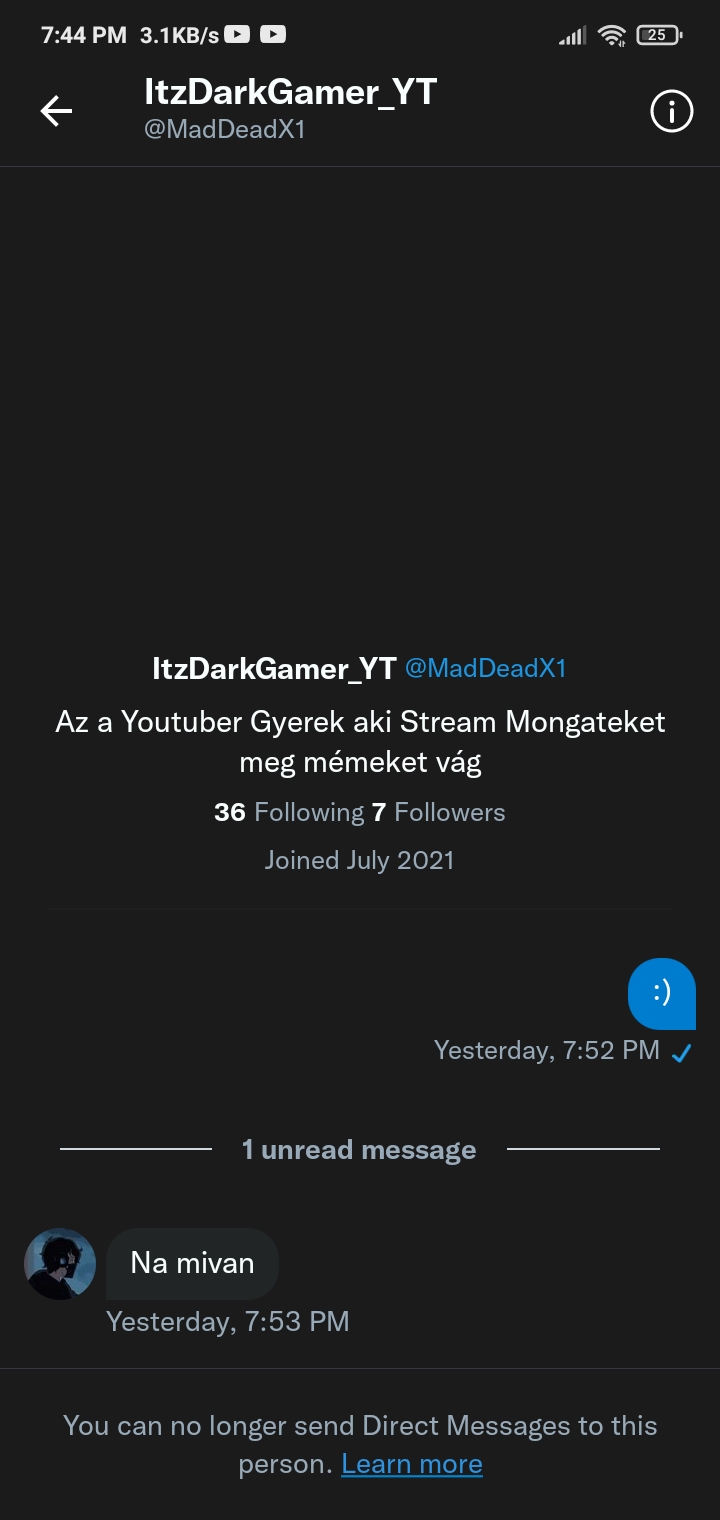 7:44 PM 3.1KB/s 25
ItzDarkGamer_YT
@MadDeadX1
ItzDarkGamer_YT @MadDeadX1
Az a Youtuber Gyerek aki Stream Mongateket
meg mémeket vág
36 Following 7 Followers
Joined July 2021
:)
Yesterday, 7:52 PM
1 unread message
Na mivan
Yesterday, 7:53 PM
You can no longer send Direct Messages to this
person. Learn more